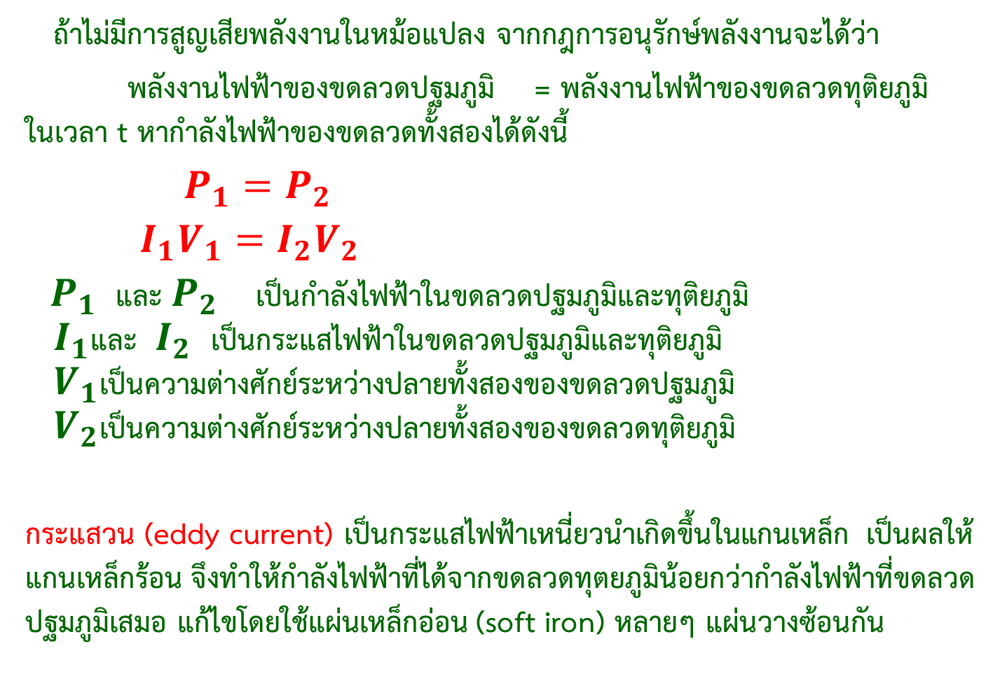 ถ้าไม่มีการสูญเสียพลังงานในหม้อแปลง จากกฎการอนุรักษ์พลังงานจะได้ว่า
พลังงานไฟฟ้าของขดลวดปฐมภูมิ = พลังงานไฟฟ้าของขดลวดทุติยภูมิ
ในเวลา t หากำลังไฟฟ้าของขดลวดทั้งสองได้ดังนี้
P₁ = P₂
I₁V₁ = I₂V₂
P₁ และ P₂ เป็นกำลังไฟฟ้าในขดลวดปฐมภูมิและทุติยภูมิ
I₁และ I₂ เป็นกระแสไฟฟ้าในขดลวดปฐมภูมิและทุติยภูมิ
V₁เป็นความต่างศักย์ระหว่างปลายทั้งสองของขดลวดปฐมภูมิ
V₂เป็นความต่างศักย์ระหว่างปลายทั้งสองของขดลวดทุติยภูมิ
กระแสวน (eddy current) เป็นกระแสไฟฟ้าเหนี่ยวนำเกิดขึ้นในแกนเหล็ก เป็นผลให้
แกนเหล็กร้อน จึงทำให้กำลังไฟฟ้าที่ได้จากขดลวดทุตยภูมิน้อยกว่ากำลังไฟฟ้าที่ขดลวด
ปฐมภูมิเสมอ แก้ไขโดยใช้แผ่นเหล็กอ่อน (soft iron) หลายๆ แผ่นวางซ้อนกัน